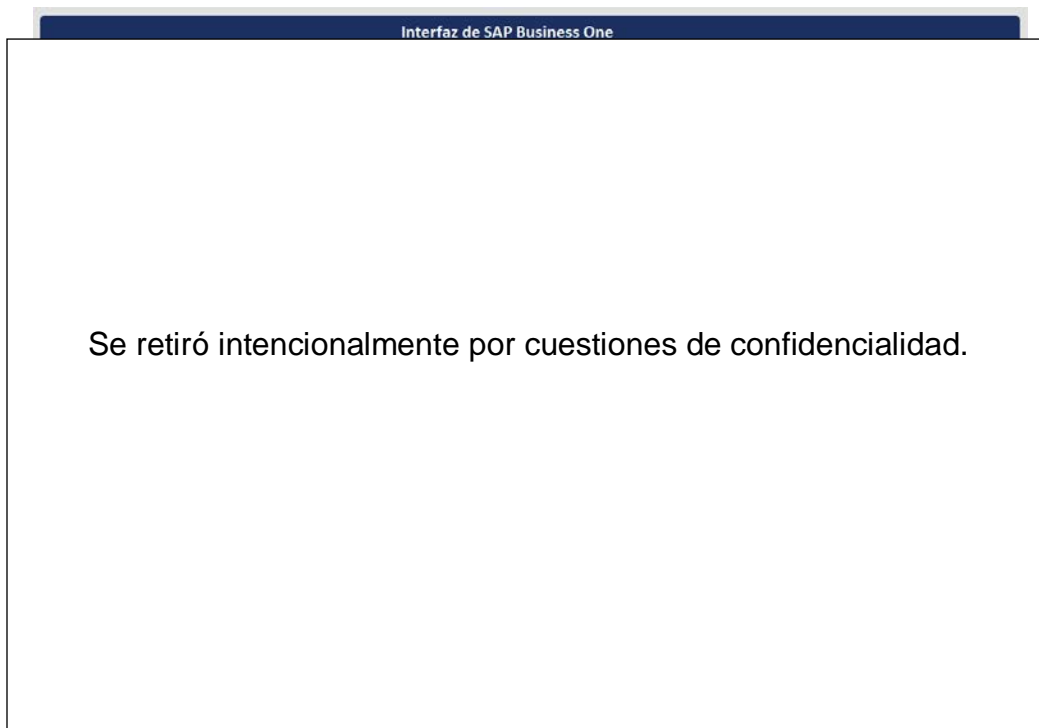 Interfaz de SAP Business One
Se retiró intencionalmente por cuestiones de confidencialidad.